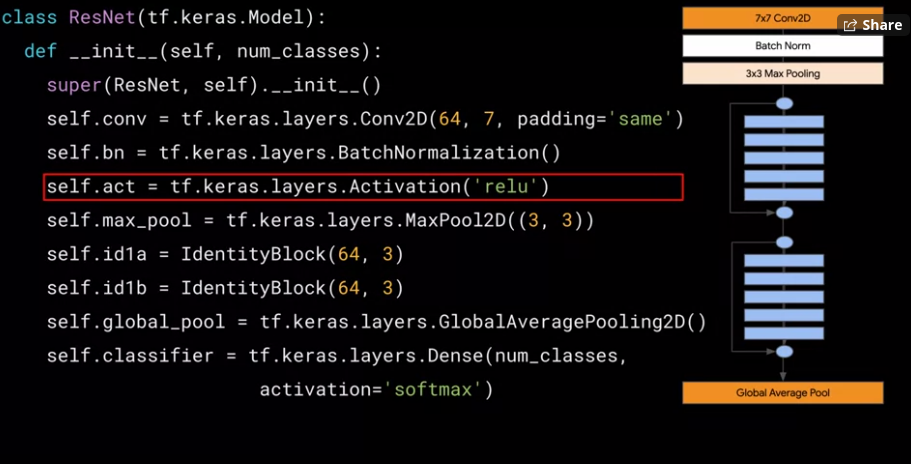 class ResNet(tf.keras.Model):
def __init__(self, num_classes):
super(ResNet, self).__init__()
self.conv = tf.keras.layers.Conv2D(64, 7, padding='same')
self.bn = tf.keras.layers.BatchNormalization()
self.act = tf.keras.layers.Activation('relu')
self.max_pool = tf.keras.layers.MaxPool2D((3, 3))
self.id1a = IdentityBlock(64, 3)
self.id1b = IdentityBlock(64, 3)
self.global_pool = tf.keras.layers.GlobalAveragePooling2D()
self.classifier = tf.keras.layers.Dense(num_classes,
activation='softmax')
7x7 Conv2D
Share
Batch Norm
3x3 Max Pooling
Global Average Pool